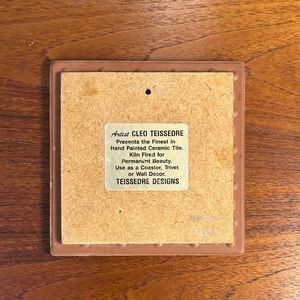 Artist CLEO TEISSEDRE
Presents the Finest in
Hand Painted Ceramic Tile.
Kiln Fired for
Permanent Beauty.
Use as a Coaster, Trivet
or Wall Decor.
TEISSEDRE DESIGNS